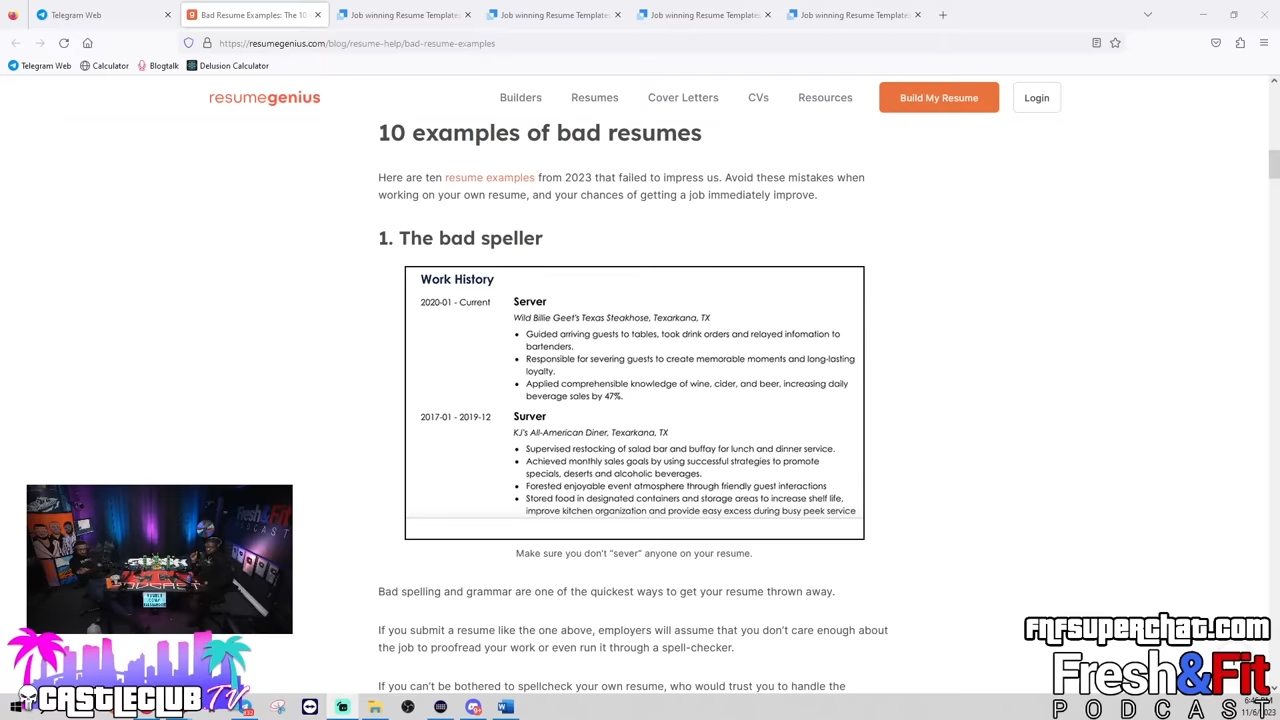 Telegram Web
Bad Resume Examples: The 10
Job winning Resume Templates
Job winning Resume Templates
Job winning Resume Templates
Job winning Resume Templates
https://resumegenius.com/blog/resume-help/bad-resume-examples
Telegram Web
Calculator
Blogtalk
Delusion Calculator
resumegenius
Builders
Resumes
Cover Letters
CVs
Resources
Build My Resume
Login
10 examples of bad resumes
Here are ten resume examples from 2023 that failed to impress us. Avoid these mistakes when
working on your own resume, and your chances of getting a job immediately improve.
1. The bad speller
Work History
2020-01 - Current
Server
Wild Billie Geet's Texas Steakhose, Texarkana, TX
• Guided arriving guests to tables, took drink orders and relayed infomation to
bartenders.
• Responsible for severing guests to create memorable moments and long-lasting
loyalty.
• Applied comprehensible knowledge of wine, cider, and beer, increasing daily
beverage sales by 47%.
2017-01 - 2019-12
Surver
KJ's All-American Diner, Texarkana, TX
• Supervised restocking of salad bar and buffay for lunch and dinner service.
• Achieved monthly sales goals by using successful strategies to promote
specials, deserts and alcoholic beverages.
• Forested enjoyable event atmosphere through friendly guest interactions
• Stored food in designated containers and storage areas to increase shelf life,
improve kitchen organization and provide easy excess during busy peek service
Make sure you don't "sever" anyone on your resume.
Bad spelling and grammar are one of the quickest ways to get your resume thrown away.
If you submit a resume like the one above, employers will assume that you don't care enough about
the job to proofread your work or even run it through a spell-checker.
If you can't be bothered to spellcheck your own resume, who would trust you to handle the
Fresh&Fit
PODCAST
CASTLECLUB TV
FNFSUPERCHAT.COM
Fresh&Fit
PODCAST
11/6/2023